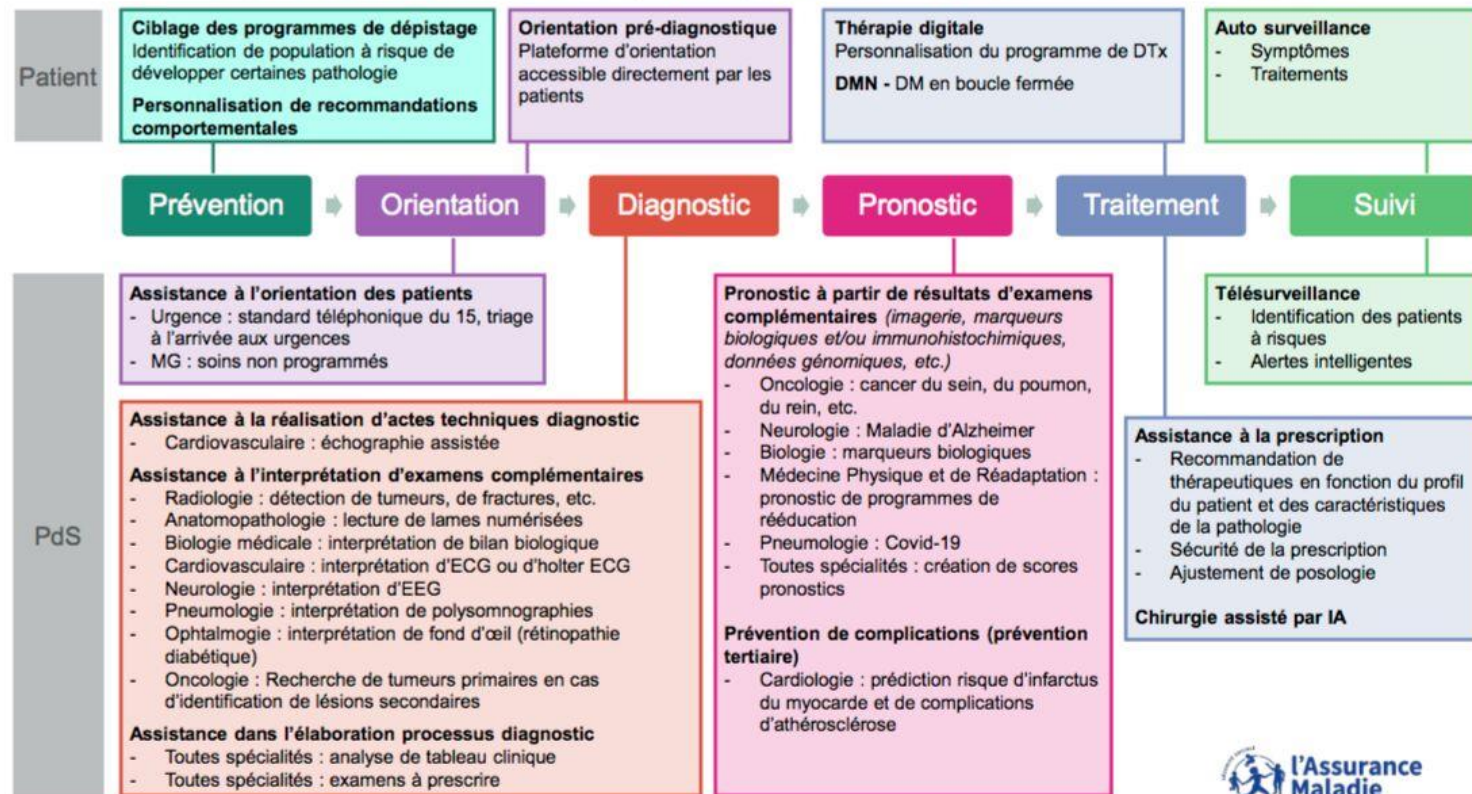 Patient
Ciblage des programmes de dépistage
Identification de population à risque de
développer certaines pathologie
Personnalisation de recommandations
comportementales
Orientation pré-diagnostique
Plateforme d'orientation
accessible directement par les
patients
Thérapie digitale
Personnalisation du programme de DTx
DMN - DM en boucle fermée
Auto surveillance
- Symptômes
- Traitements
Prévention
Orientation
Diagnostic
Pronostic
Traitement
Suivi
PdS
Assistance à l'orientation des patients
- Urgence : standard téléphonique du 15, triage
à l'arrivée aux urgences
- MG : soins non programmés
Assistance à la réalisation d'actes techniques diagnostic
- Cardiovasculaire : échographie assistée
Assistance à l'interprétation d'examens complémentaires
- Radiologie : détection de tumeurs, de fractures, etc.
- Anatomopathologie : lecture de lames numérisées
- Biologie médicale : interprétation de bilan biologique
- Cardiovasculaire : interprétation d'ECG ou d'holter ECG
- Neurologie : interprétation d'EEG
- Pneumologie : interprétation de polysomnographies
- Ophtalmogie : interprétation de fond d'œil (rétinopathie
diabétique)
- Oncologie : Recherche de tumeurs primaires en cas
d'identification de lésions secondaires
Assistance dans l'élaboration processus diagnostic
- Toutes spécialités : analyse de tableau clinique
- Toutes spécialités : examens à prescrire
Pronostic à partir de résultats d'examens
complémentaires (imagerie, marqueurs
biologiques et/ou immunohistochimiques,
données génomiques, etc.)
- Oncologie : cancer du sein, du poumon,
du rein, etc.
- Neurologie : Maladie d'Alzheimer
- Biologie : marqueurs biologiques
- Médecine Physique et de Réadaptation :
pronostic de programmes de
rééducation
- Pneumologie : Covid-19
- Toutes spécialités : création de scores
pronostics
Prévention de complications (prévention
tertiaire)
- Cardiologie : prédiction risque d'infarctus
du myocarde et de complications
d'athérosclérose
Télésurveillance
- Identification des patients
à risques
- Alertes intelligentes
Assistance à la prescription
- Recommandation de
thérapeutiques en fonction du profil
du patient et des caractéristiques
de la pathologie
- Sécurité de la prescription
- Ajustement de posologie
Chirurgie assisté par IA
l'Assurance
Maladie